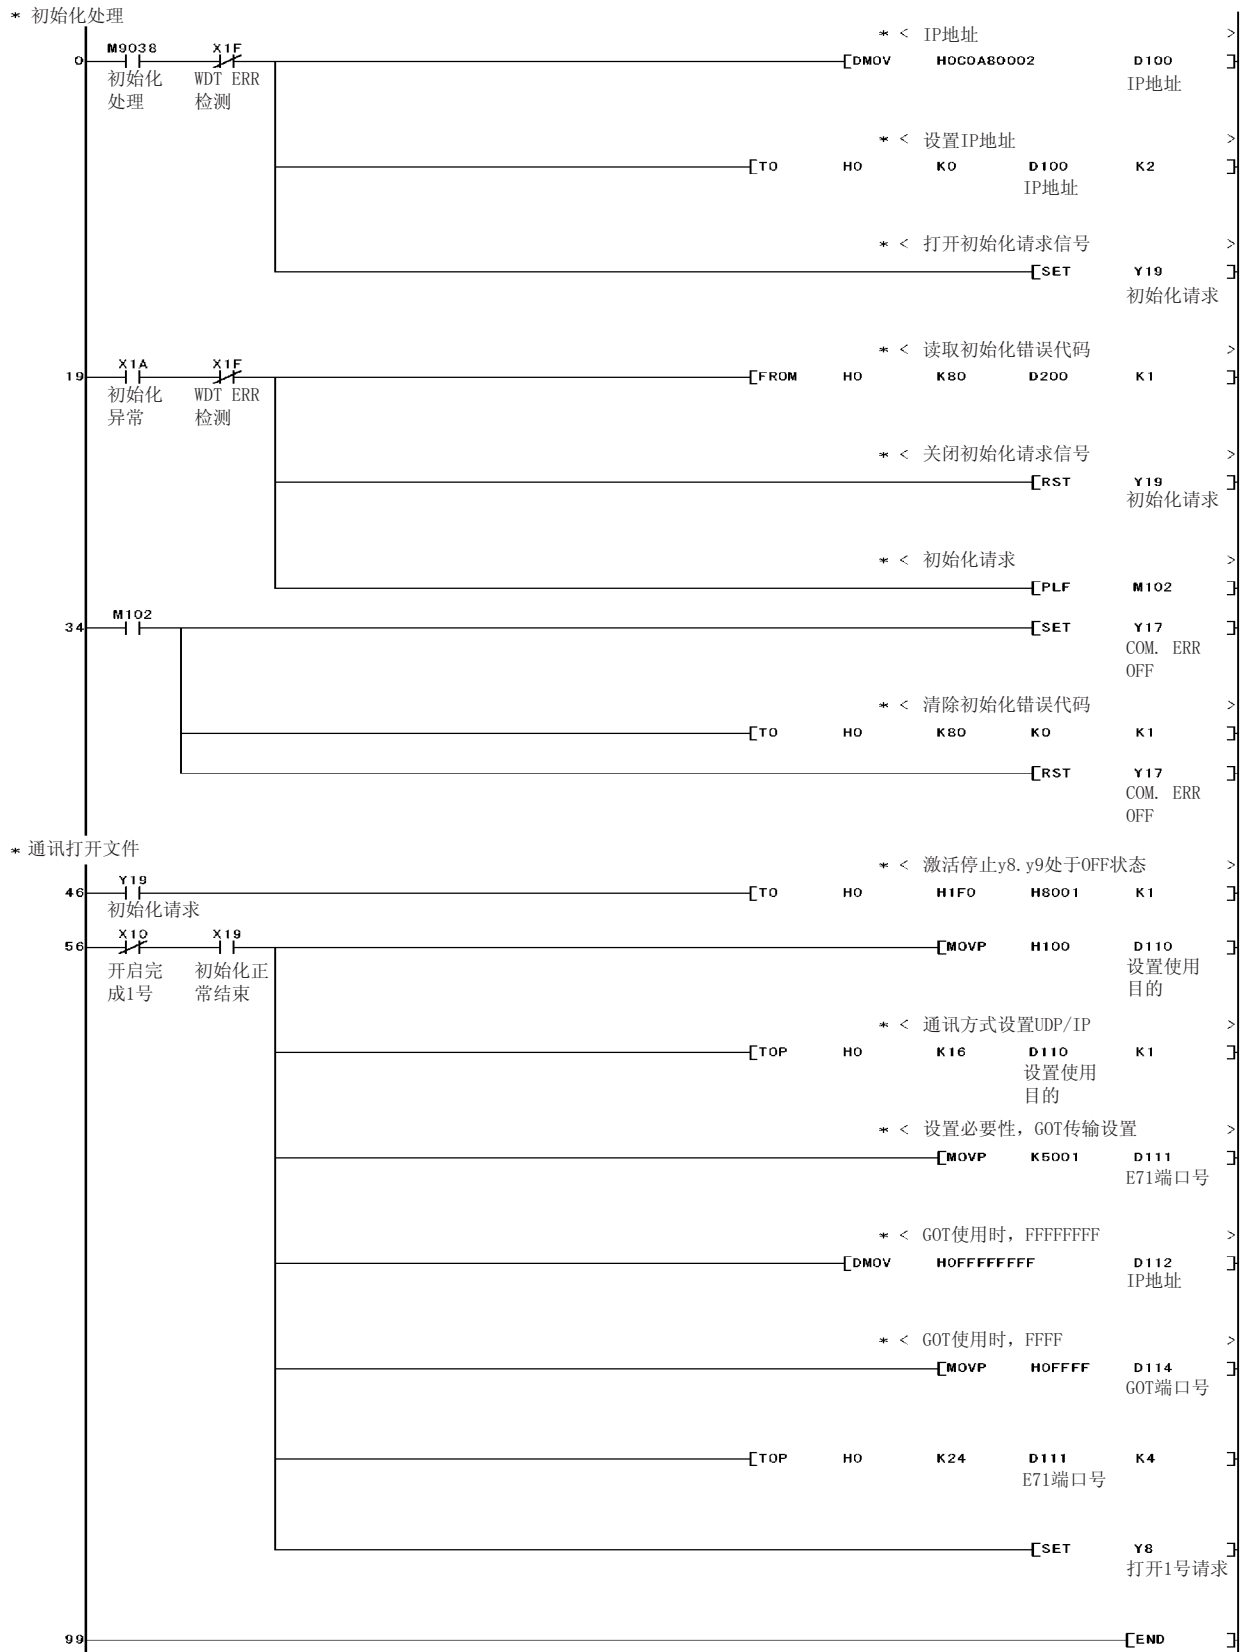 * 初始化处理
* < IP地址 >
M9038 X1F
0 [DMOV H0C0A80002 D100 ]
初始化处理 WDT ERR检测 IP地址
* < 设置IP地址 >
[TO H0 K0 D100 K2 ]
IP地址
* < 打开初始化请求信号 >
[SET Y19 ]
初始化请求
* < 读取初始化错误代码 >
X1A X1F
19 [FROM H0 K80 D200 K1 ]
初始化异常 WDT ERR检测
* < 关闭初始化请求信号 >
[RST Y19 ]
初始化请求
* < 初始化请求 >
[PLF M102 ]
M102
34 [SET Y17 ]
COM. ERR
OFF
* < 清除初始化错误代码 >
[TO H0 K80 K0 K1 ]
[RST Y17 ]
COM. ERR
OFF
* 通讯打开文件
* < 激活停止y8.y9处于OFF状态 >
Y19
46 [TO H0 H1F0 H8001 K1 ]
初始化请求
X10 X19
56 [MOVP H100 D110 ]
开启完成1号 初始化正常结束 设置使用目的
* < 通讯方式设置UDP/IP >
[TOP H0 K16 D110 K1 ]
设置使用
目的
* < 设置必要性，GOT传输设置 >
[MOVP K5001 D111 ]
E71端口号
* < GOT使用时，FFFFFFFF >
[DMOV H0FFFFFFFF D112 ]
IP地址
* < GOT使用时，FFFF >
[MOVP H0FFFF D114 ]
GOT端口号
[TOP H0 K24 D111 K4 ]
E71端口号
[SET Y8 ]
打开1号请求
99 [END ]